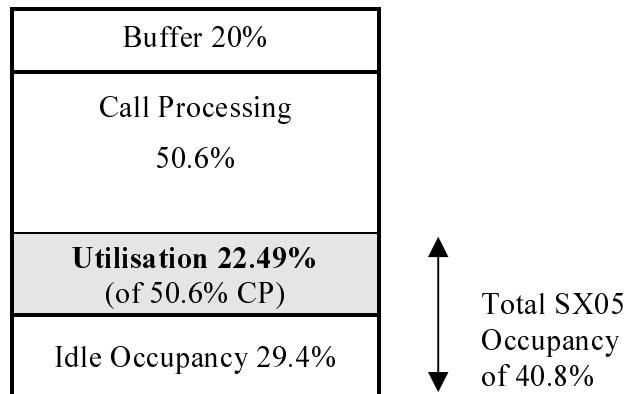 Buffer 20%
Call Processing
50.6%
Utilisation 22.49%
(of 50.6% CP)
Idle Occupancy 29.4%
Total SX05
Occupancy
of 40.8%